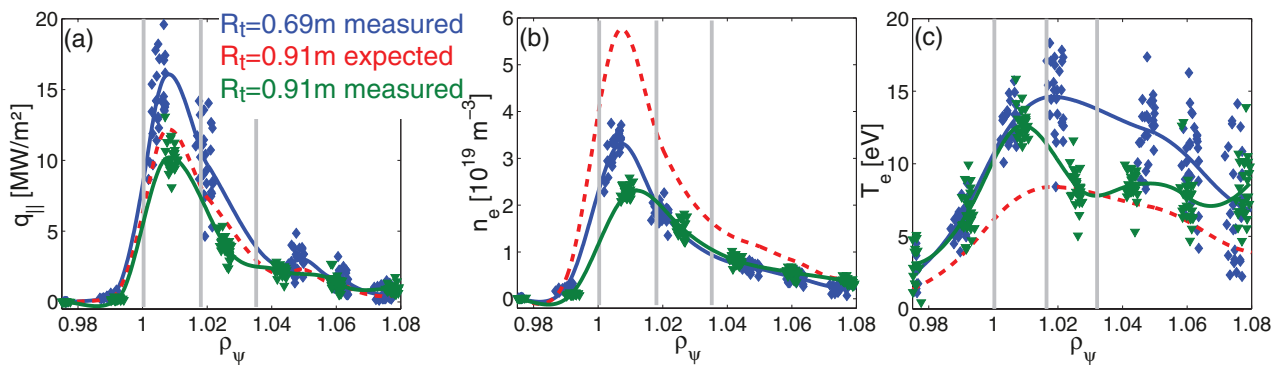 (a)
R_t=0.69m measured
R_t=0.91m expected
R_t=0.91m measured
q_|| [MW/m²]
20
15
10
5
0
0.98 1 1.02 1.04 1.06 1.08
ρ_ψ
(b)
n_e [10^19 m^-3]
6
5
4
3
2
1
0
0.98 1 1.02 1.04 1.06 1.08
ρ_ψ
(c)
T_e [eV]
20
15
10
5
0
0.98 1 1.02 1.04 1.06 1.08
ρ_ψ